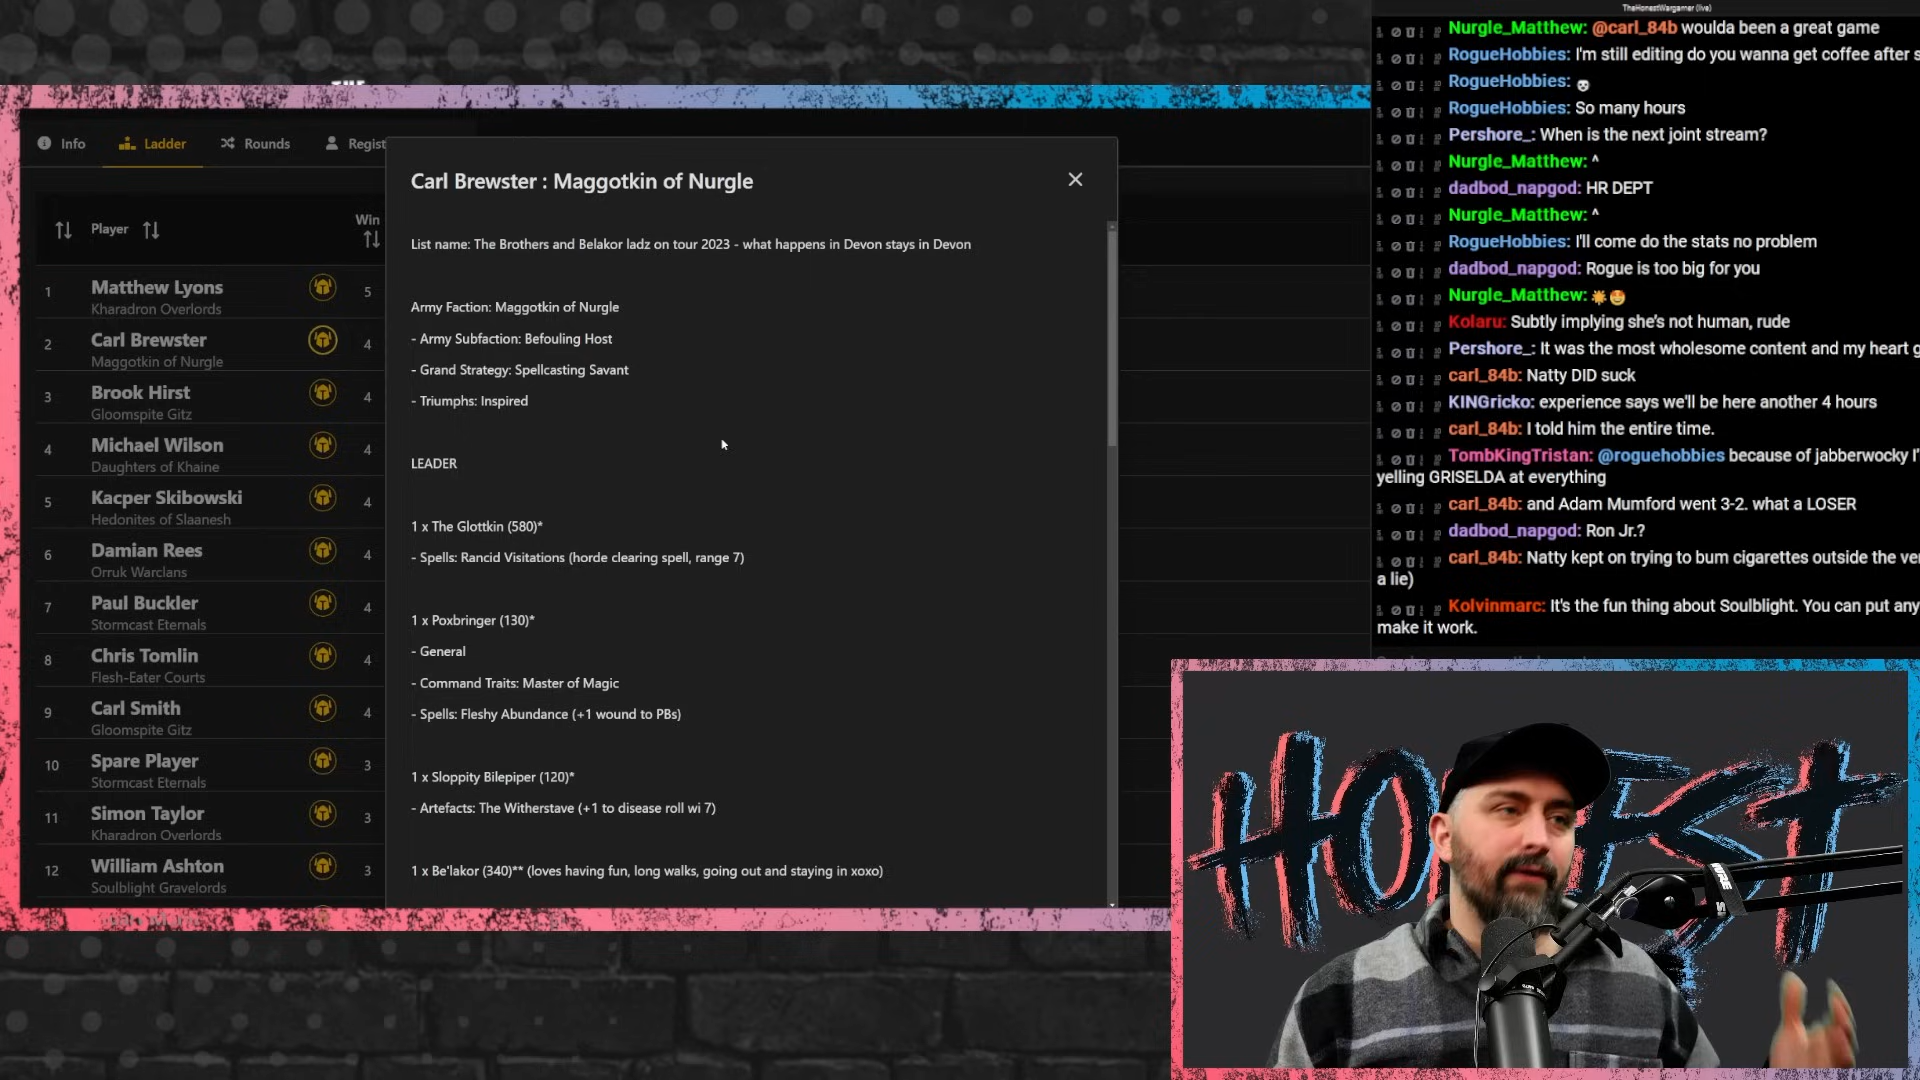 TheHonestWargamer (live)
THE
Info
Ladder
Rounds
Regist
Player
Win
1
Matthew Lyons
Kharadron Overlords
5
2
Carl Brewster
Maggotkin of Nurgle
4
3
Brook Hirst
Gloomspite Gitz
4
4
Michael Wilson
Daughters of Khaine
4
5
Kacper Skibowski
Hedonites of Slaanesh
4
6
Damian Rees
Orruk Warclans
4
7
Paul Buckler
Stormcast Eternals
4
8
Chris Tomlin
Flesh-Eater Courts
4
9
Carl Smith
Gloomspite Gitz
4
10
Spare Player
Stormcast Eternals
3
11
Simon Taylor
Kharadron Overlords
3
12
William Ashton
Soulblight Gravelords
3
Carl Brewster : Maggotkin of Nurgle
List name: The Brothers and Belakor ladz on tour 2023 - what happens in Devon stays in Devon
Army Faction: Maggotkin of Nurgle
- Army Subfaction: Befouling Host
- Grand Strategy: Spellcasting Savant
- Triumphs: Inspired
LEADER
1 x The Glottkin (580)*
- Spells: Rancid Visitations (horde clearing spell, range 7)
1 x Poxbringer (130)*
- General
- Command Traits: Master of Magic
- Spells: Fleshy Abundance (+1 wound to PBs)
1 x Sloppity Bilepiper (120)*
- Artefacts: The Witherstave (+1 to disease roll wi 7)
1 x Be'lakor (340)** (loves having fun, long walks, going out and staying in xoxo)
Nurgle_Matthew: @carl_84b woulda been a great game
RogueHobbies: I'm still editing do you wanna get coffee after s
RogueHobbies:
RogueHobbies: So many hours
Pershore_: When is the next joint stream?
Nurgle_Matthew: ^
dadbod_napgod: HR DEPT
Nurgle_Matthew: ^
RogueHobbies: I'll come do the stats no problem
dadbod_napgod: Rogue is too big for you
Nurgle_Matthew:
Kolaru: Subtly implying she's not human, rude
Pershore_: It was the most wholesome content and my heart g
carl_84b: Natty DID suck
KINGricko: experience says we'll be here another 4 hours
carl_84b: I told him the entire time.
TombKingTristan: @roguehobbies because of jabberwocky I'
yelling GRISELDA at everything
carl_84b: and Adam Mumford went 3-2. what a LOSER
dadbod_napgod: Ron Jr.?
carl_84b: Natty kept on trying to bum cigarettes outside the ve
a lie)
Kolvinmarc: It's the fun thing about Soulblight. You can put any
make it work.
HONEST